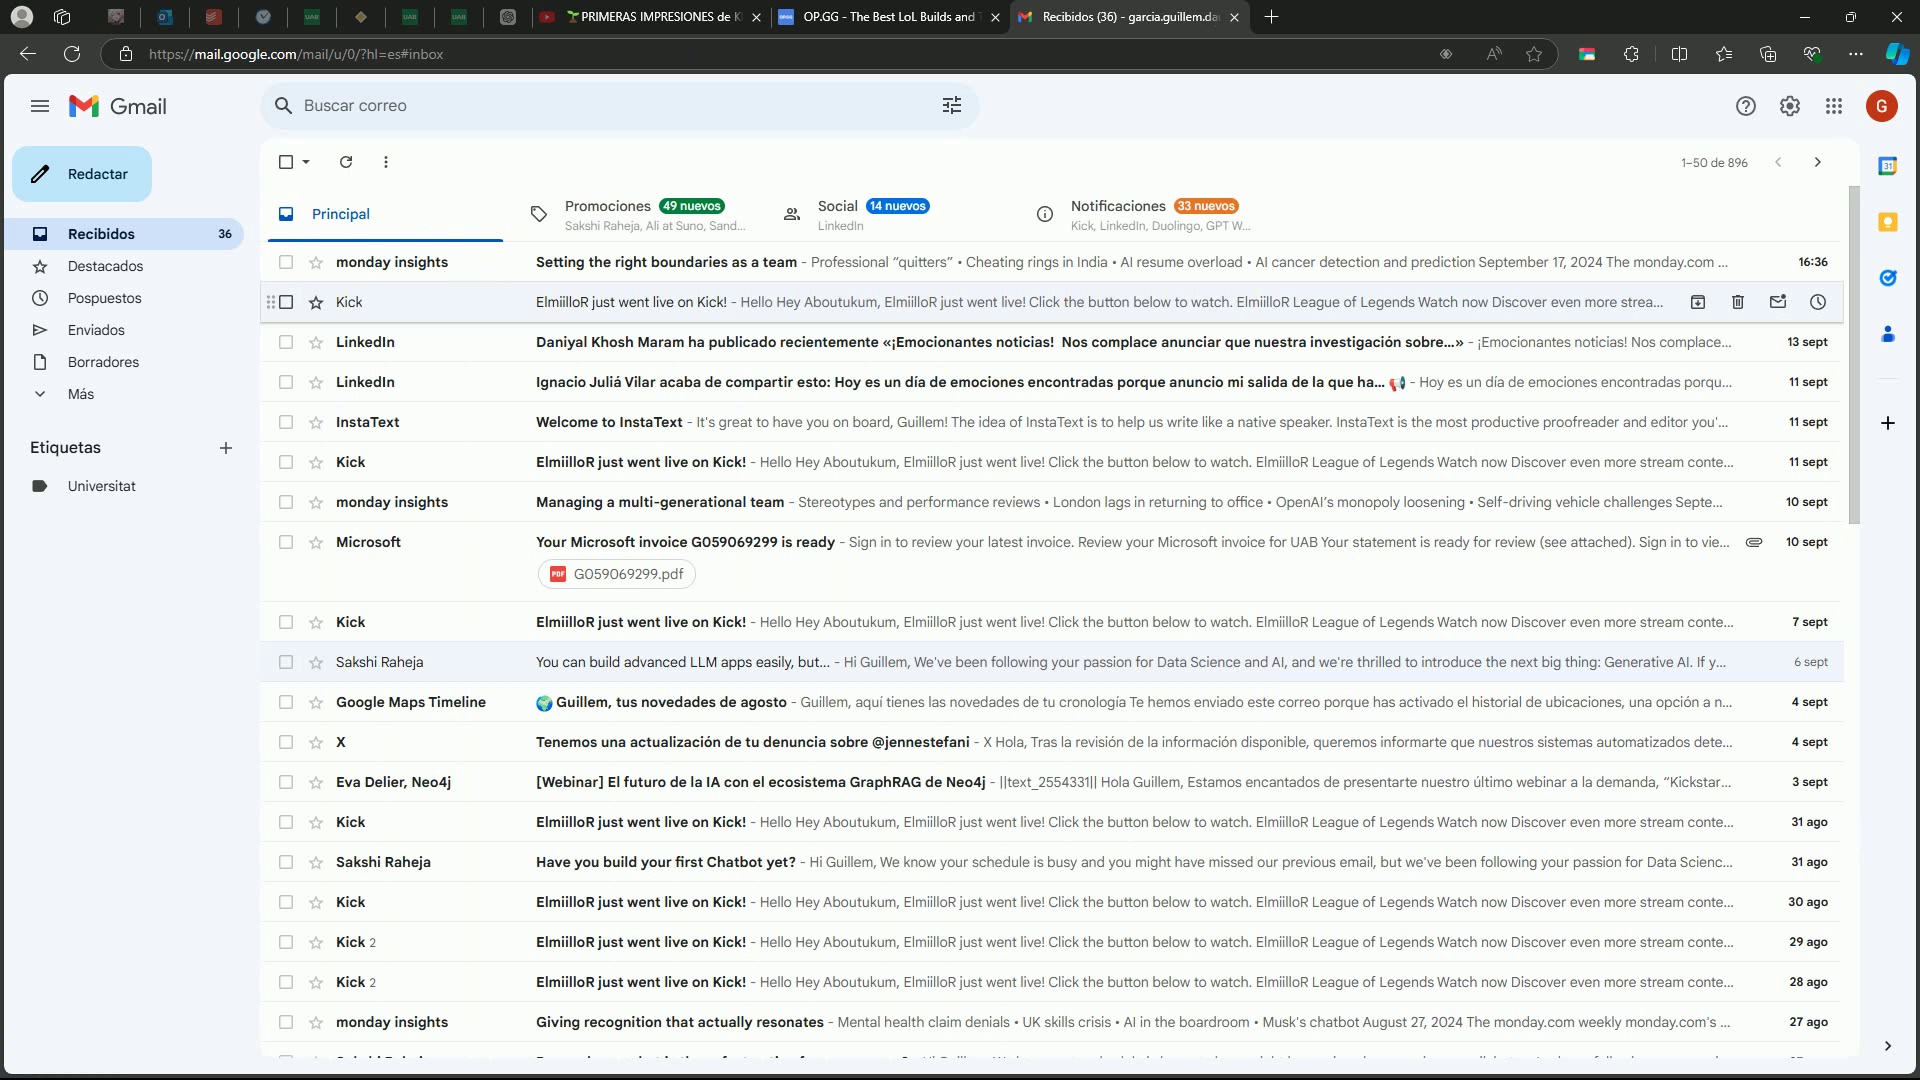 🌱PRIMERAS IMPRESIONES de K
OP.GG - The Best LoL Builds and T
Recibidos (36) - garcia.guillem.da
https://mail.google.com/mail/u/0/?hl=es#inbox
Gmail
Buscar correo
G
Redactar
1–50 de 896
Principal
Promociones 49 nuevos
Sakshi Raheja, Ali at Suno, Sand...
Social 14 nuevos
LinkedIn
Notificaciones 33 nuevos
Kick, LinkedIn, Duolingo, GPT W...
Recibidos 36
Destacados
Pospuestos
Enviados
Borradores
Más
Etiquetas
Universitat
monday insights Setting the right boundaries as a team - Professional “quitters” • Cheating rings in India • AI resume overload • AI cancer detection and prediction September 17, 2024 The monday.com ... 16:36
Kick ElmiilloR just went live on Kick! - Hello Hey Aboutukum, ElmiilloR just went live! Click the button below to watch. ElmiilloR League of Legends Watch now Discover even more strea...
LinkedIn Daniyal Khosh Maram ha publicado recientemente «¡Emocionantes noticias! Nos complace anunciar que nuestra investigación sobre...» - ¡Emocionantes noticias! Nos complace... 13 sept
LinkedIn Ignacio Juliá Vilar acaba de compartir esto: Hoy es un día de emociones encontradas porque anuncio mi salida de la que ha... 📢 - Hoy es un día de emociones encontradas porqu... 11 sept
InstaText Welcome to InstaText - It's great to have you on board, Guillem! The idea of InstaText is to help us write like a native speaker. InstaText is the most productive proofreader and editor you'... 11 sept
Kick ElmiilloR just went live on Kick! - Hello Hey Aboutukum, ElmiilloR just went live! Click the button below to watch. ElmiilloR League of Legends Watch now Discover even more stream conte... 11 sept
monday insights Managing a multi-generational team - Stereotypes and performance reviews • London lags in returning to office • OpenAI’s monopoly loosening • Self-driving vehicle challenges Septe... 10 sept
Microsoft Your Microsoft invoice G059069299 is ready - Sign in to review your latest invoice. Review your Microsoft invoice for UAB Your statement is ready for review (see attached). Sign in to vie... 10 sept
PDF G059069299.pdf
Kick ElmiilloR just went live on Kick! - Hello Hey Aboutukum, ElmiilloR just went live! Click the button below to watch. ElmiilloR League of Legends Watch now Discover even more stream conte... 7 sept
Sakshi Raheja You can build advanced LLM apps easily, but... - Hi Guillem, We've been following your passion for Data Science and AI, and we're thrilled to introduce the next big thing: Generative AI. If y... 6 sept
Google Maps Timeline 🌍 Guillem, tus novedades de agosto - Guillem, aquí tienes las novedades de tu cronología Te hemos enviado este correo porque has activado el historial de ubicaciones, una opción a n... 4 sept
X Tenemos una actualización de tu denuncia sobre @jennestefani - X Hola, Tras la revisión de la información disponible, queremos informarte que nuestros sistemas automatizados dete... 4 sept
Eva Delier, Neo4j [Webinar] El futuro de la IA con el ecosistema GraphRAG de Neo4j - ||text_2554331|| Hola Guillem, Estamos encantados de presentarte nuestro último webinar a la demanda, “Kickstar... 3 sept
Kick ElmiilloR just went live on Kick! - Hello Hey Aboutukum, ElmiilloR just went live! Click the button below to watch. ElmiilloR League of Legends Watch now Discover even more stream conte... 31 ago
Sakshi Raheja Have you build your first Chatbot yet? - Hi Guillem, We know your schedule is busy and you might have missed our previous email, but we've been following your passion for Data Scienc... 31 ago
Kick ElmiilloR just went live on Kick! - Hello Hey Aboutukum, ElmiilloR just went live! Click the button below to watch. ElmiilloR League of Legends Watch now Discover even more stream conte... 30 ago
Kick 2 ElmiilloR just went live on Kick! - Hello Hey Aboutukum, ElmiilloR just went live! Click the button below to watch. ElmiilloR League of Legends Watch now Discover even more stream conte... 29 ago
Kick 2 ElmiilloR just went live on Kick! - Hello Hey Aboutukum, ElmiilloR just went live! Click the button below to watch. ElmiilloR League of Legends Watch now Discover even more stream conte... 28 ago
monday insights Giving recognition that actually resonates - Mental health claim denials • UK skills crisis • AI in the boardroom • Musk's chatbot August 27, 2024 The monday.com weekly monday.com's ... 27 ago